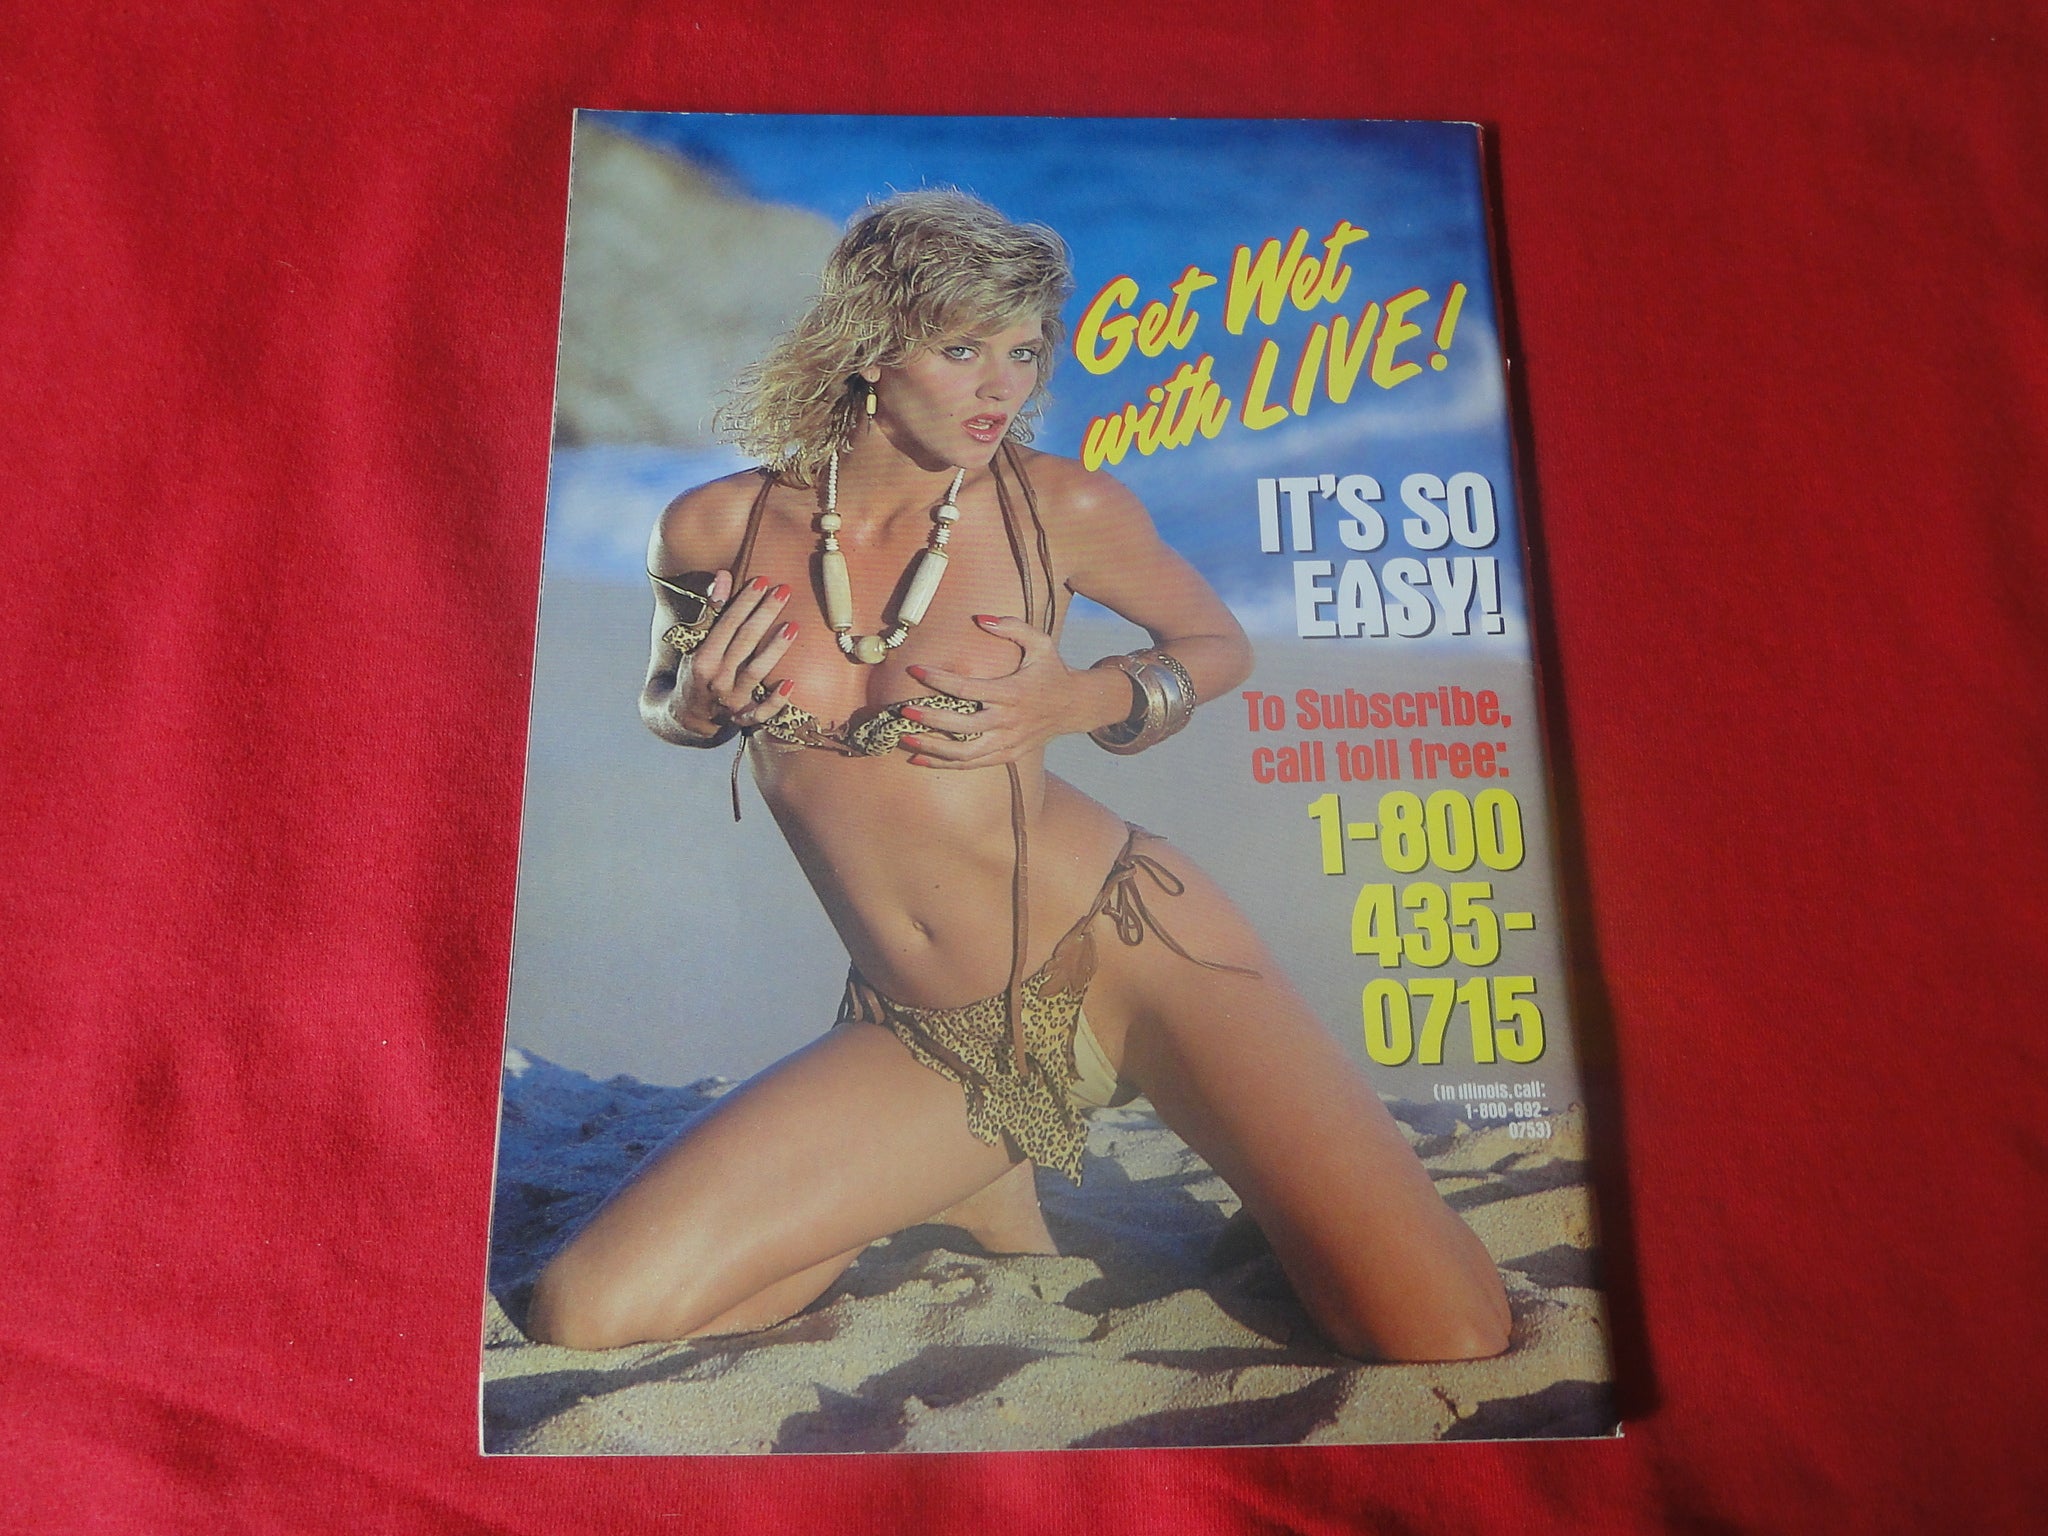 Get Wet
with LIVE!
IT'S SO
EASY!
To Subscribe,
call toll free:
1-800
435-
0715
(In Illinois, call:
1-800-892-
0753)